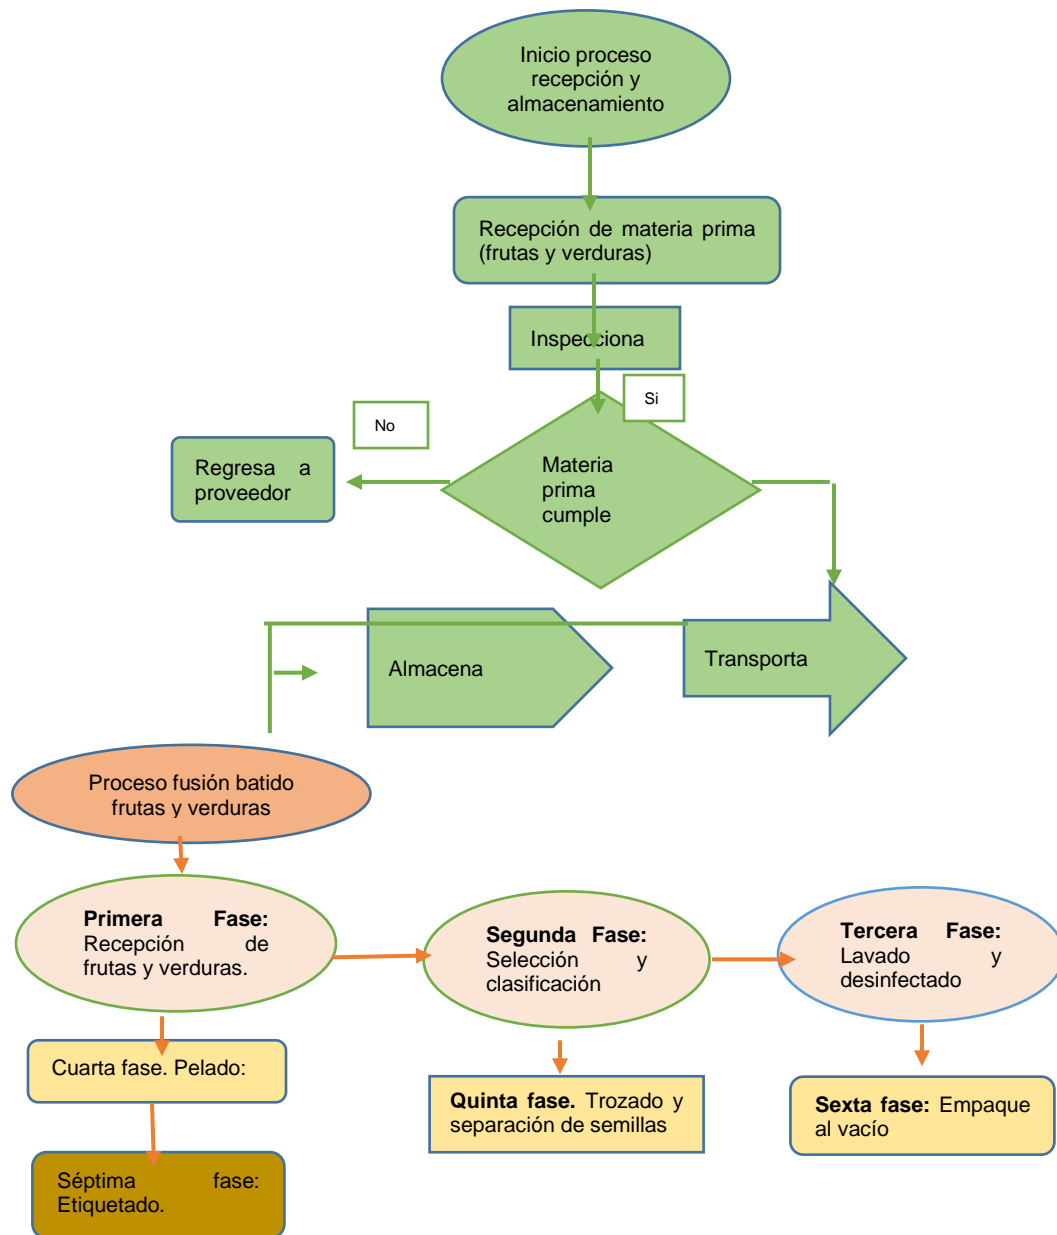 Inicio proceso
recepción y
almacenamiento
Recepción de materia prima
(frutas y verduras)
Inspecciona
Si
No
Materia
prima
cumple
Regresa a
proveedor
Almacena
Transporta
Proceso fusión batido
frutas y verduras
Primera Fase:
Recepción de
frutas y verduras.
Segunda Fase:
Selección y
clasificación
Tercera Fase:
Lavado y
desinfectado
Cuarta fase. Pelado:
Quinta fase. Trozado y
separación de semillas
Sexta fase: Empaque
al vacío
Séptima fase:
Etiquetado.